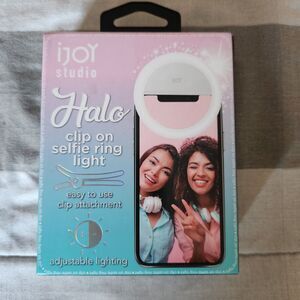 iJOY
studio
Halo
clip on
selfie ring
light
easy to use
clip attachment
adjustable lighting